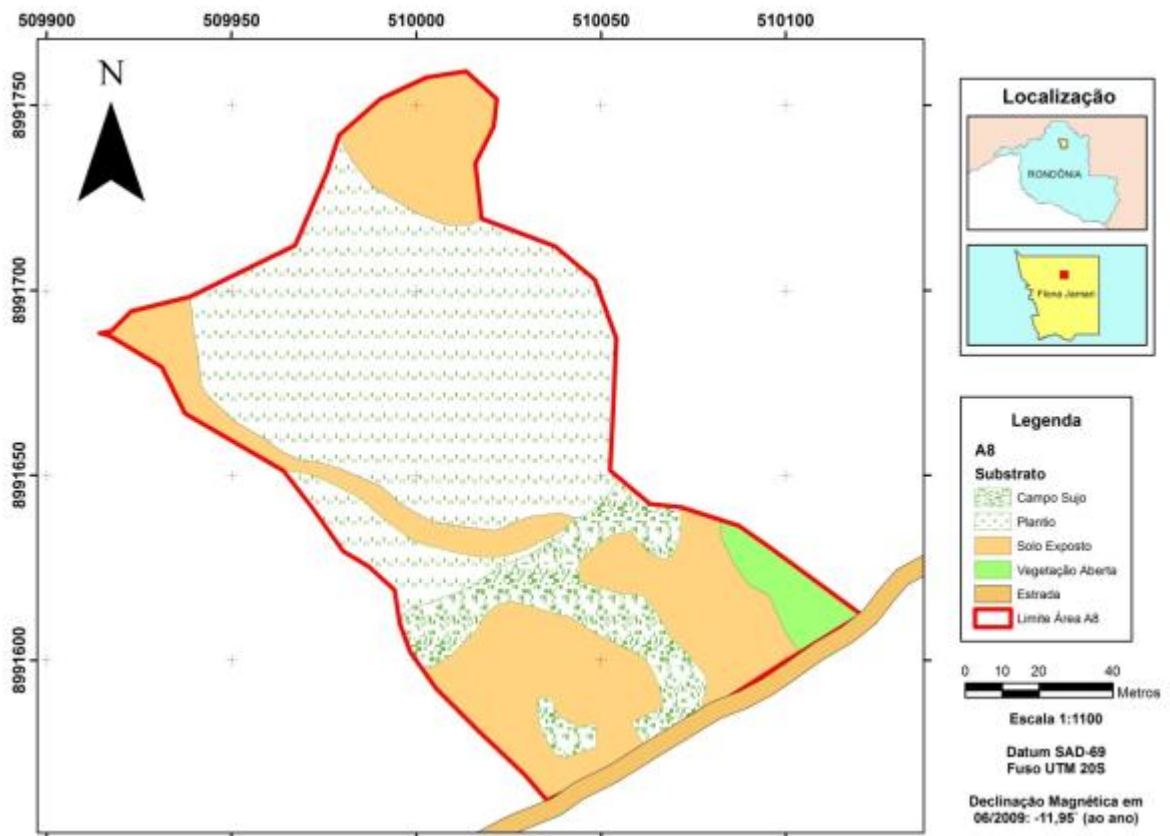 509900 509950 510000 510050 510100
N
8991750
8991700
8991650
8991600
Localização
RONDÔNIA
Flona Jamari
Legenda
A8
Substrato
Campo Sujo
Plantio
Solo Exposto
Vegetação Aberta
Estrada
Limite Área A8
0 10 20 40
Metros
Escala 1:1100
Datum SAD-69
Fuso UTM 20S
Declinação Magnética em
06/2009: -11,95' (ao ano)